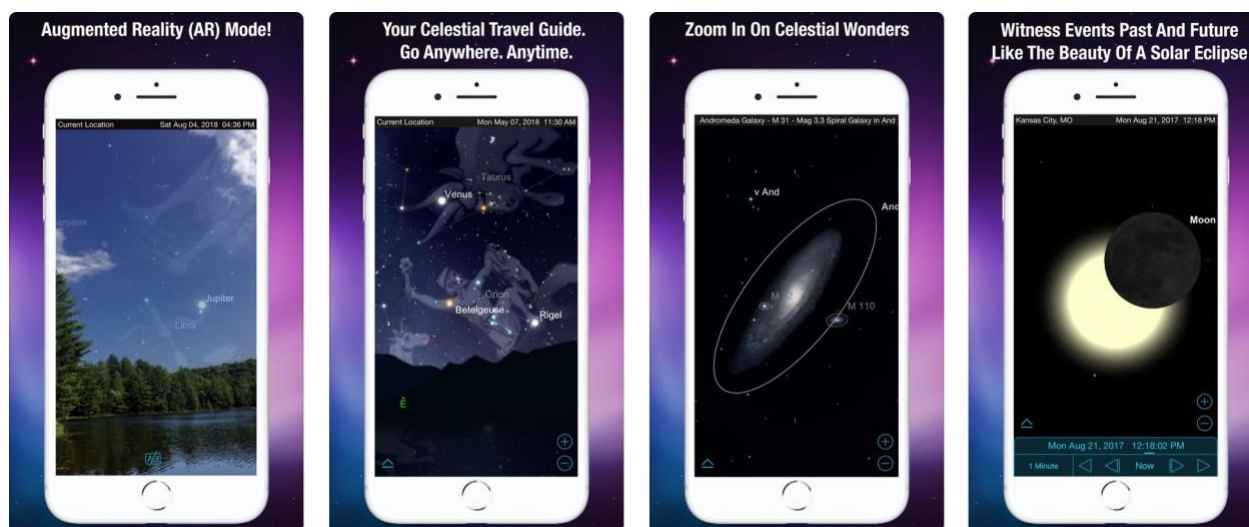 Augmented Reality (AR) Mode!
Current Location Sat Aug 04, 2018 04:36 PM
erpens
Jupiter
Libra
Your Celestial Travel Guide.
Go Anywhere. Anytime.
Current Location Mon May 07, 2018 11:30 AM
Taurus
Venus
Orion
Betelgeuse
Rigel
E
Zoom In On Celestial Wonders
Andromeda Galaxy - M 31 - Mag 3.3 Spiral Galaxy in And
ν And
And
M 110
Witness Events Past And Future
Like The Beauty Of A Solar Eclipse
Kansas City, MO Mon Aug 21, 2017 12:18 PM
Moon
Mon Aug 21, 2017 12:18:02 PM
1 Minute Now